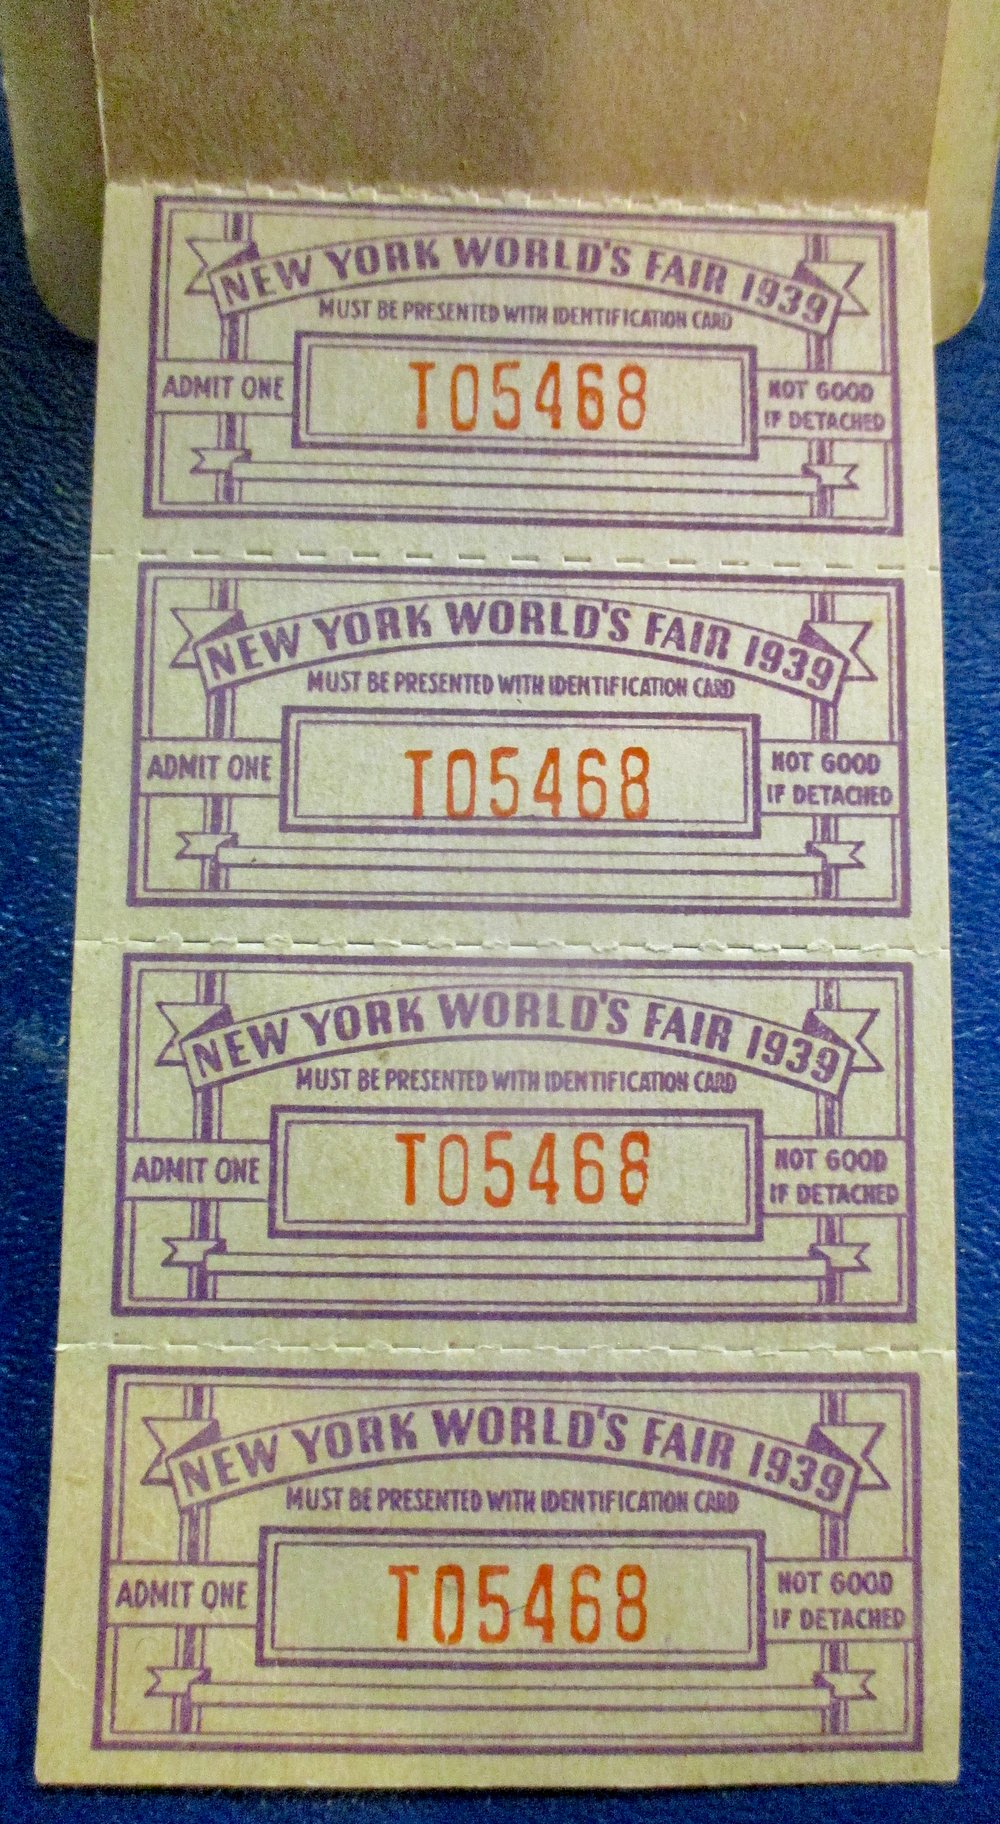 NEW YORK WORLD'S FAIR 1939
MUST BE PRESENTED WITH IDENTIFICATION CARD
ADMIT ONE
T05468
NOT GOOD
IF DETACHED
NEW YORK WORLD'S FAIR 1939
MUST BE PRESENTED WITH IDENTIFICATION CARD
ADMIT ONE
T05468
NOT GOOD
IF DETACHED
NEW YORK WORLD'S FAIR 1939
MUST BE PRESENTED WITH IDENTIFICATION CARD
ADMIT ONE
T05468
NOT GOOD
IF DETACHED
NEW YORK WORLD'S FAIR 1939
MUST BE PRESENTED WITH IDENTIFICATION CARD
ADMIT ONE
T05468
NOT GOOD
IF DETACHED